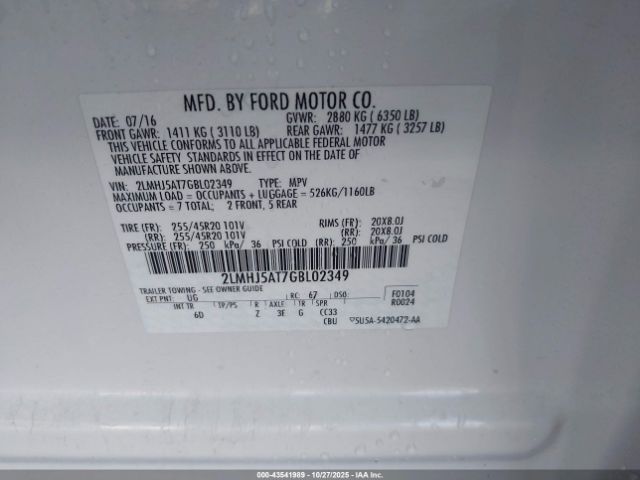 MFD. BY FORD MOTOR CO.
DATE: 07/16 GVWR: 2880 KG ( 6350 LB)
FRONT GAWR: 1411 KG ( 3110 LB) REAR GAWR: 1477 KG ( 3257 LB)
THIS VEHICLE CONFORMS TO ALL APPLICABLE FEDERAL MOTOR
VEHICLE SAFETY STANDARDS IN EFFECT ON THE DATE OF
MANUFACTURE SHOWN ABOVE.
VIN: 2LMHJ5AT7GBL02349 TYPE: MPV
MAXIMUM LOAD = OCCUPANTS + LUGGAGE = 526KG/1160LB
OCCUPANTS = 7 TOTAL; 2 FRONT, 5 REAR
TIRE (FR): 255/45R20 101V RIMS (FR): 20X8.0J
(RR): 255/45R20 101V (RR): 20X8.0J
PRESSURE (FR): 250 kPa/ 36 PSI COLD (RR): 250 kPa/ 36 PSI COLD
2LMHJ5AT7GBL02349
TRAILER TOWING - SEE OWNER GUIDE
EXT PNT: UG RC: 67 DSO: F0104
R0024
INT TR TP/PS R AXLE TR SPR
6D Z 3E G CC33
CBU 5U5A-5420472-AA
000-43541989 | 10/27/2025 | IAAI.COM